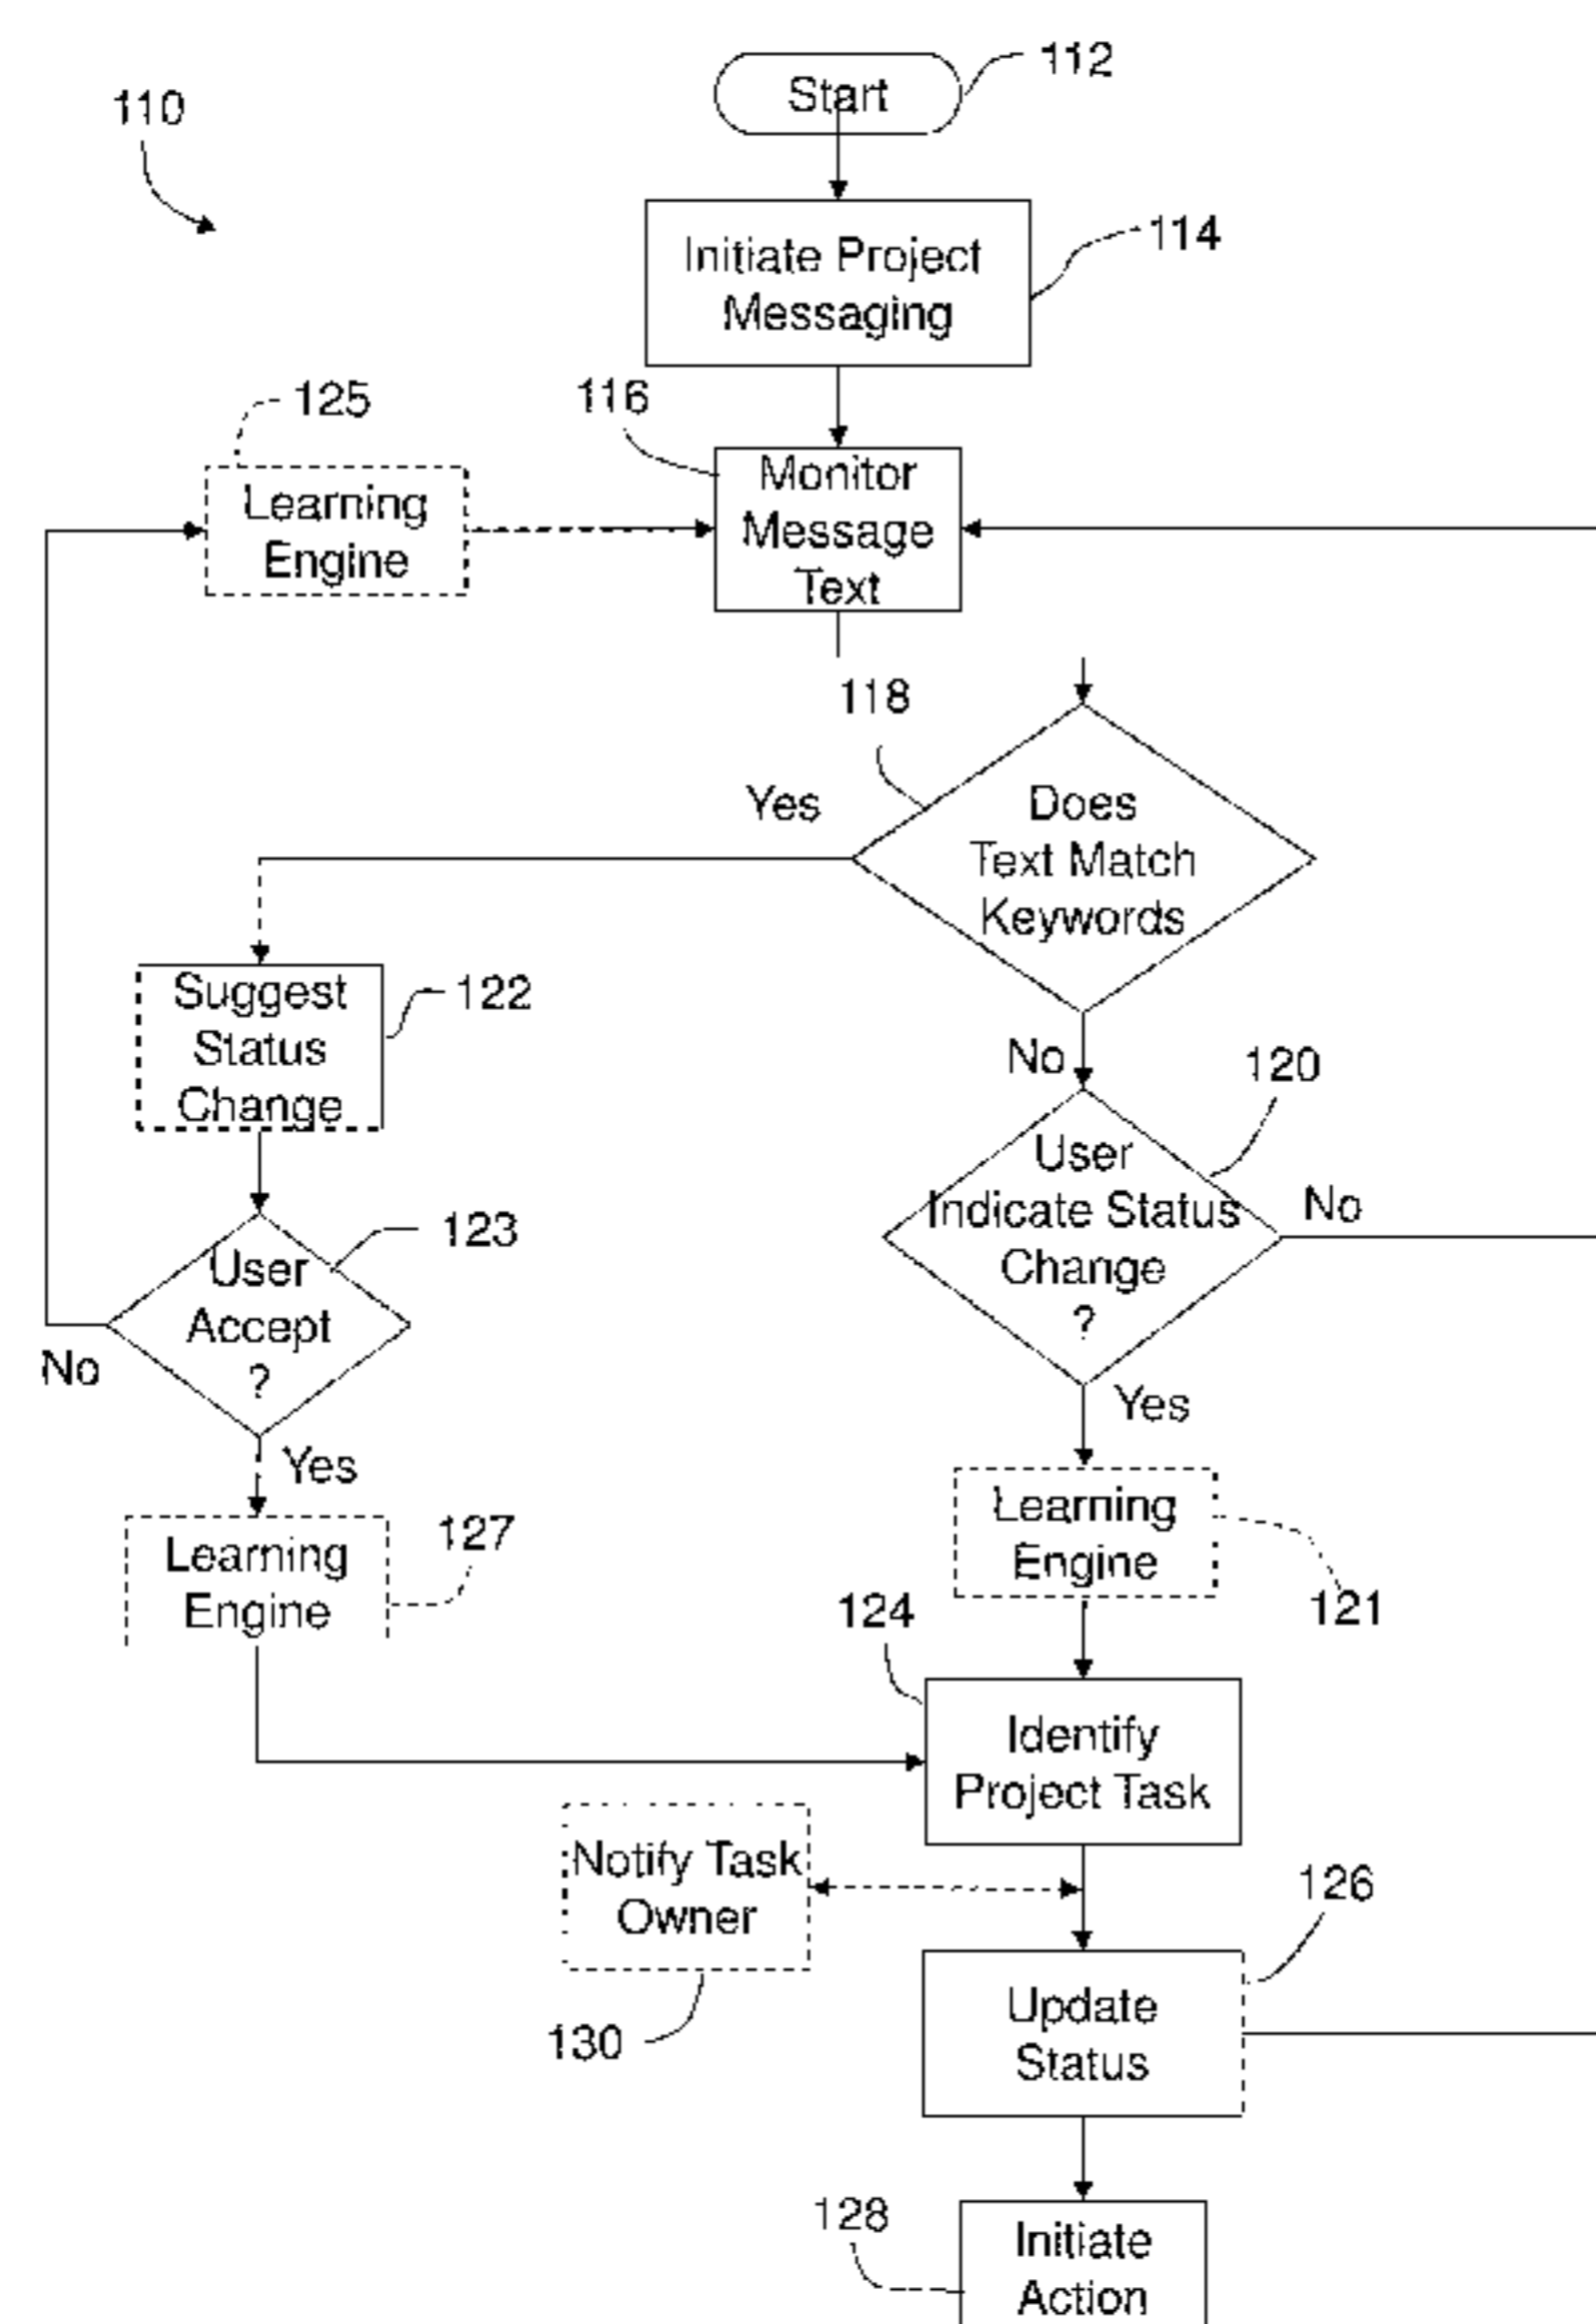 112
Start
110
Initiate Project
Messaging
114
125
116
Learning
Engine
Monitor
Message
Text
118
Yes
Does
Text Match
Keywords
Suggest
Status
Change
122
No
120
User
Indicate Status
Change
?
No
123
User
Accept
?
No
Yes
Yes
Learning
Engine
127
Learning
Engine
121
124
Identify
Project Task
Notify Task
Owner
130
126
Update
Status
128
Initiate
Action